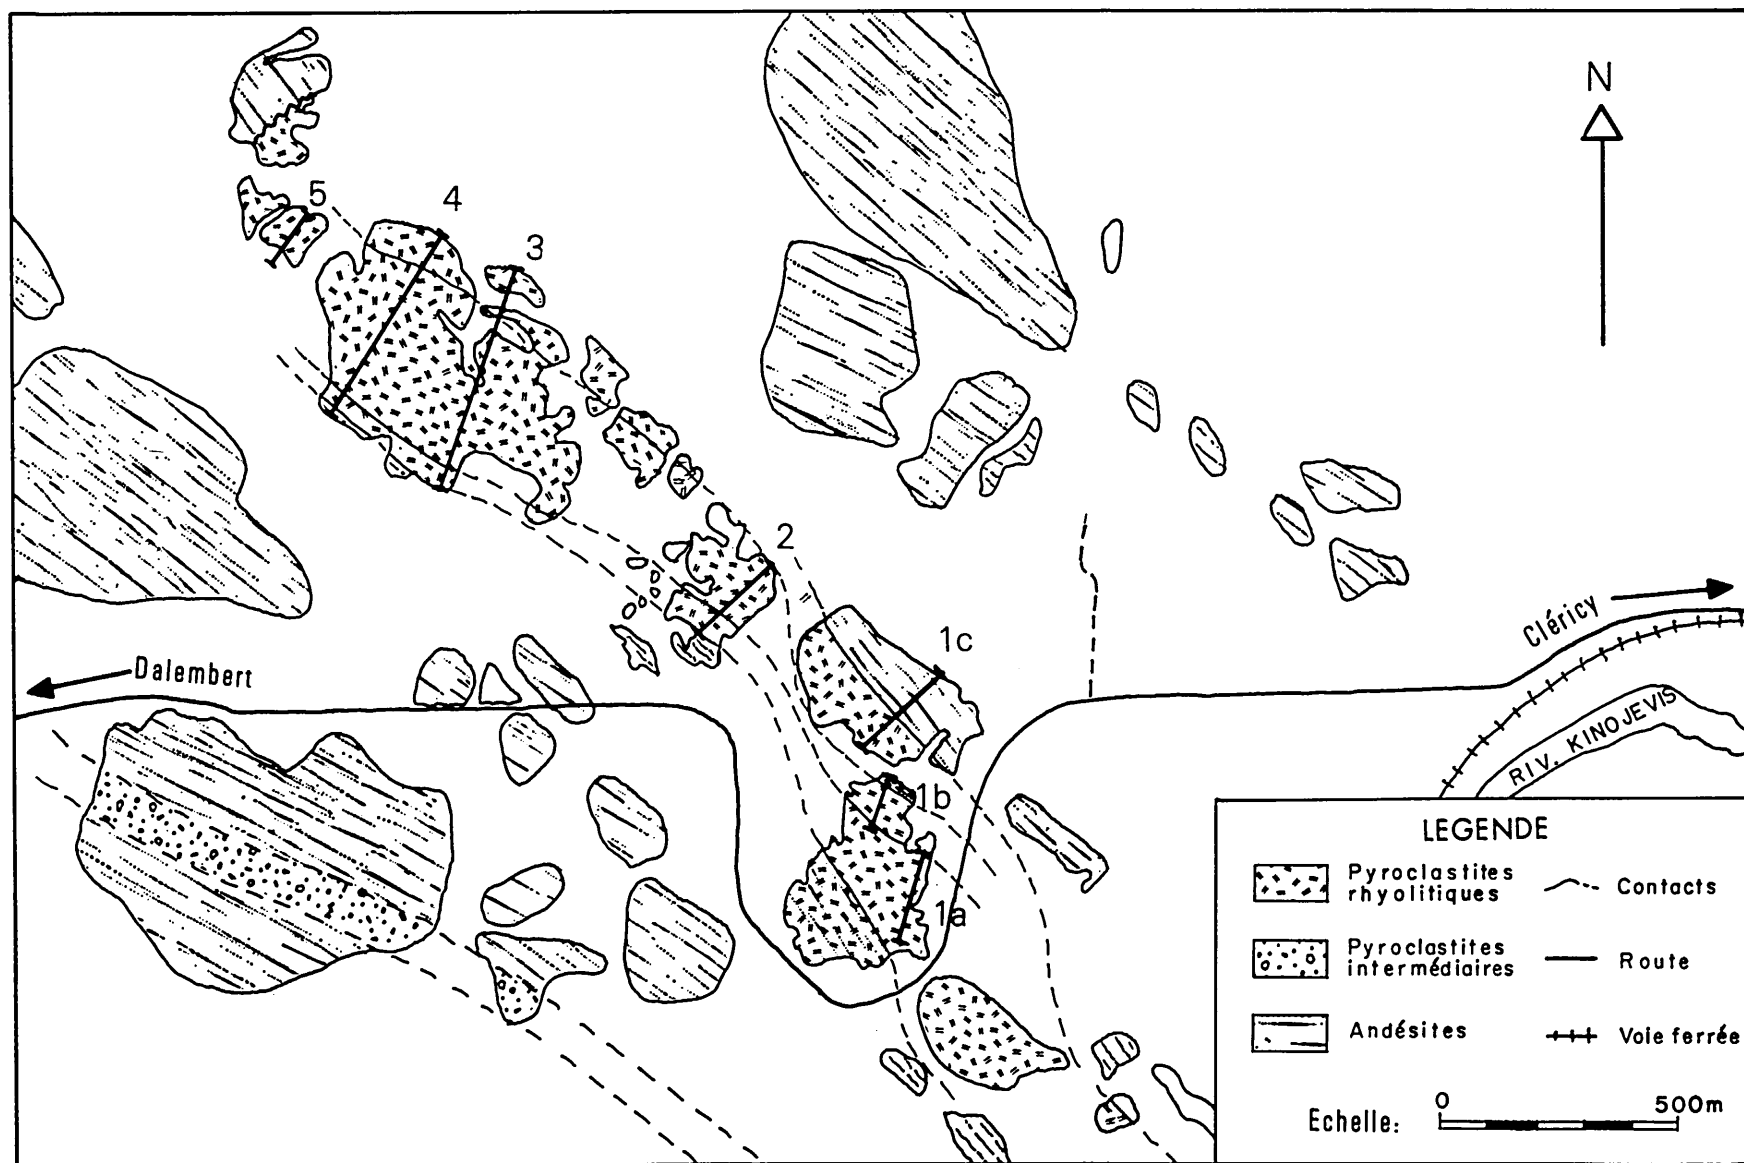 N
5
4
3
2
1c
1b
1a
Dalembert
Cléricy
RIV. KINOJEVIS
LEGENDE
Pyroclastites
rhyolitiques
Contacts
Pyroclastites
intermédiaires
Route
Andésites
Voie ferrée
Echelle:
0
500m